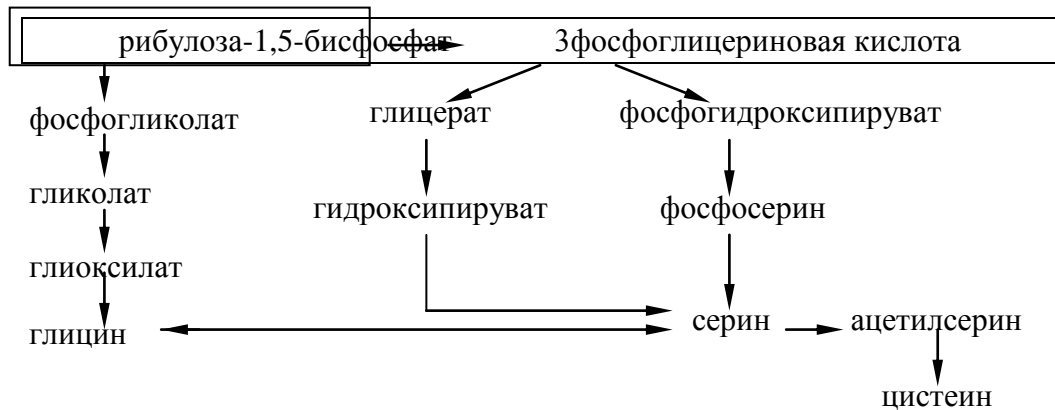 рибулоза-1,5-бисфосфат 3фосфоглицериновая кислота
фосфогликолат глицерат фосфогидроксипируват
гликолат гидроксипируват фосфосерин
глиоксилат
глицин серин ацетилсерин
цистеин